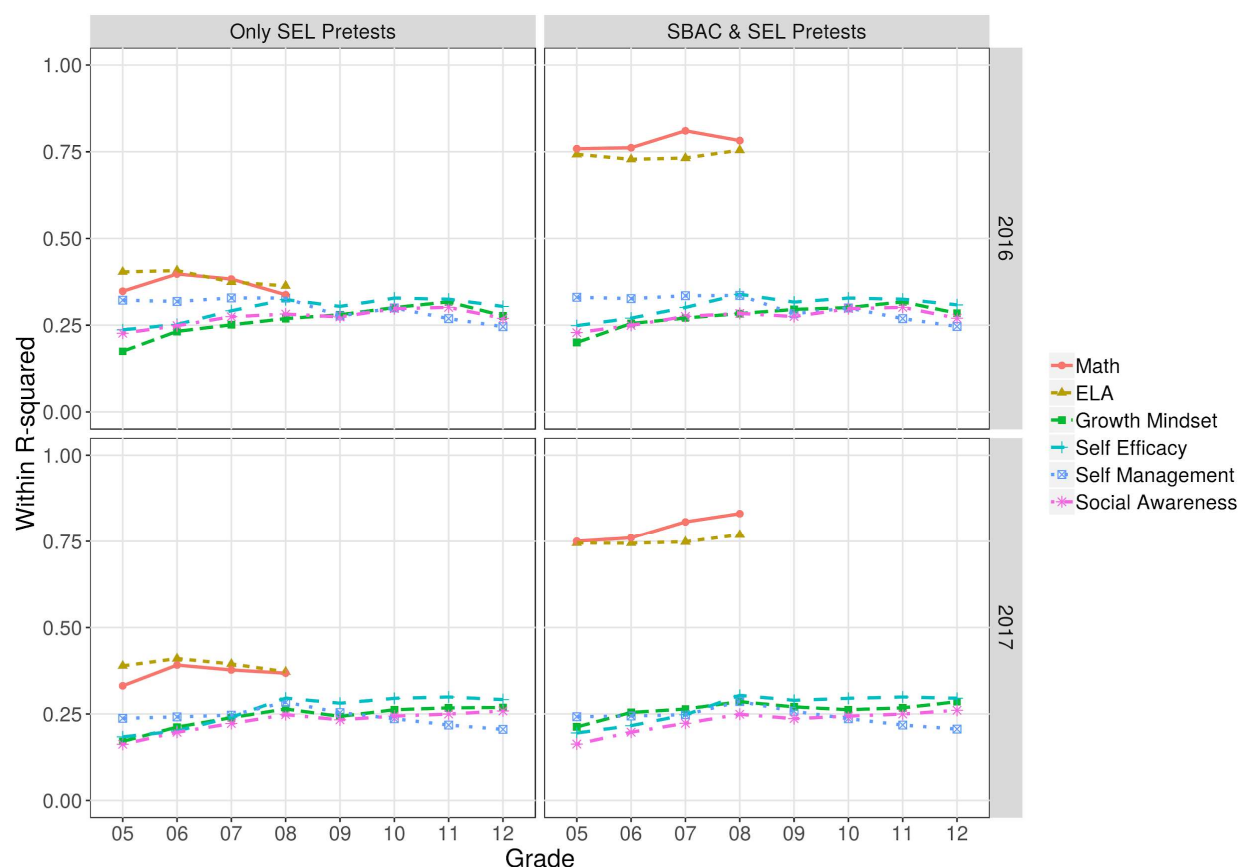 Only SEL Pretests
SBAC & SEL Pretests
1.00
0.75
0.50
0.25
0.00
2016
1.00
0.75
0.50
0.25
0.00
2017
Within R-squared
05 06 07 08 09 10 11 12
05 06 07 08 09 10 11 12
Grade
Math
ELA
Growth Mindset
Self Efficacy
Self Management
Social Awareness